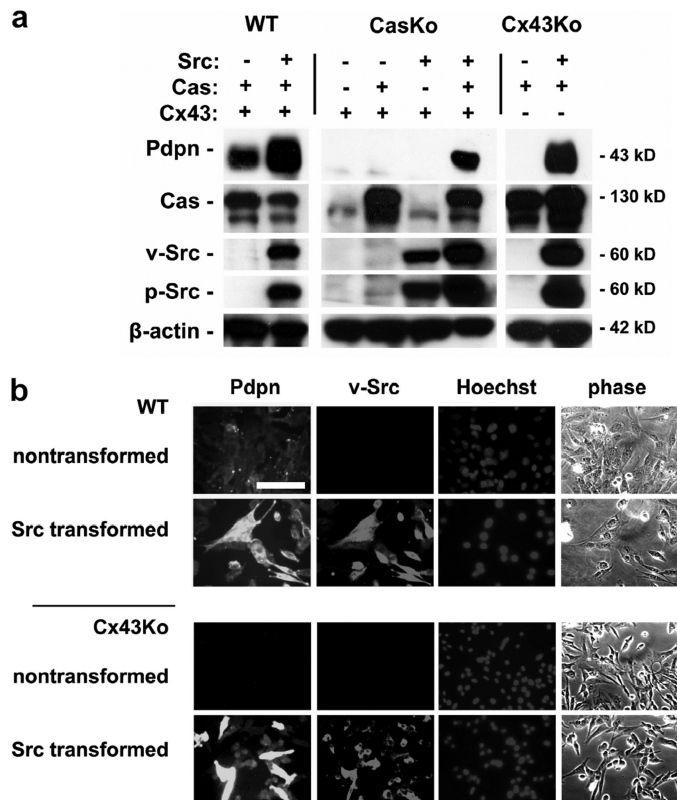 a
WT CasKo Cx43Ko
Src: - + - - + + - +
Cas: + + - + - + + +
Cx43: + + + + + + - -
Pdpn - - 43 kD
Cas - - 130 kD
v-Src - - 60 kD
p-Src - - 60 kD
β-actin - - 42 kD
b
Pdpn v-Src Hoechst phase
WT
nontransformed
Src transformed
Cx43Ko
nontransformed
Src transformed